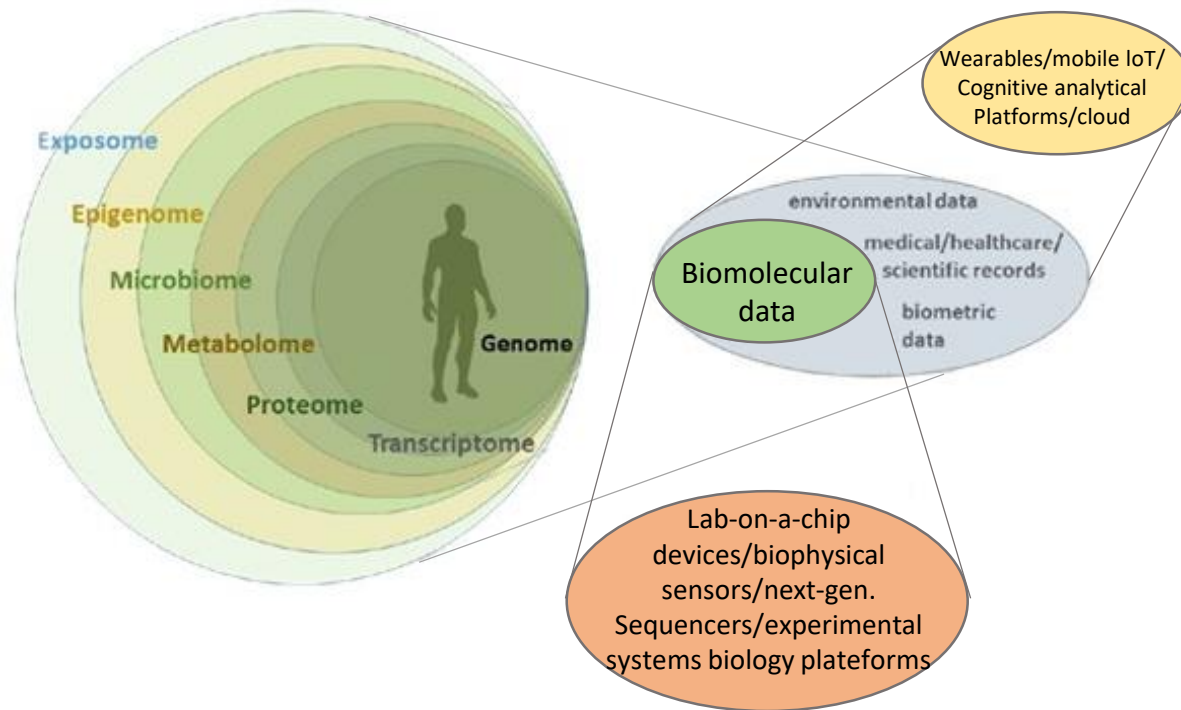 Exposome
Epigenome
Microbiome
Metabolome
Proteome
Transcriptome
Genome
Wearables/mobile IoT/
Cognitive analytical
Platforms/cloud
environmental data
medical/healthcare/
scientific records
biometric
data
Biomolecular
data
Lab-on-a-chip
devices/biophysical
sensors/next-gen.
Sequencers/experimental
systems biology plateforms